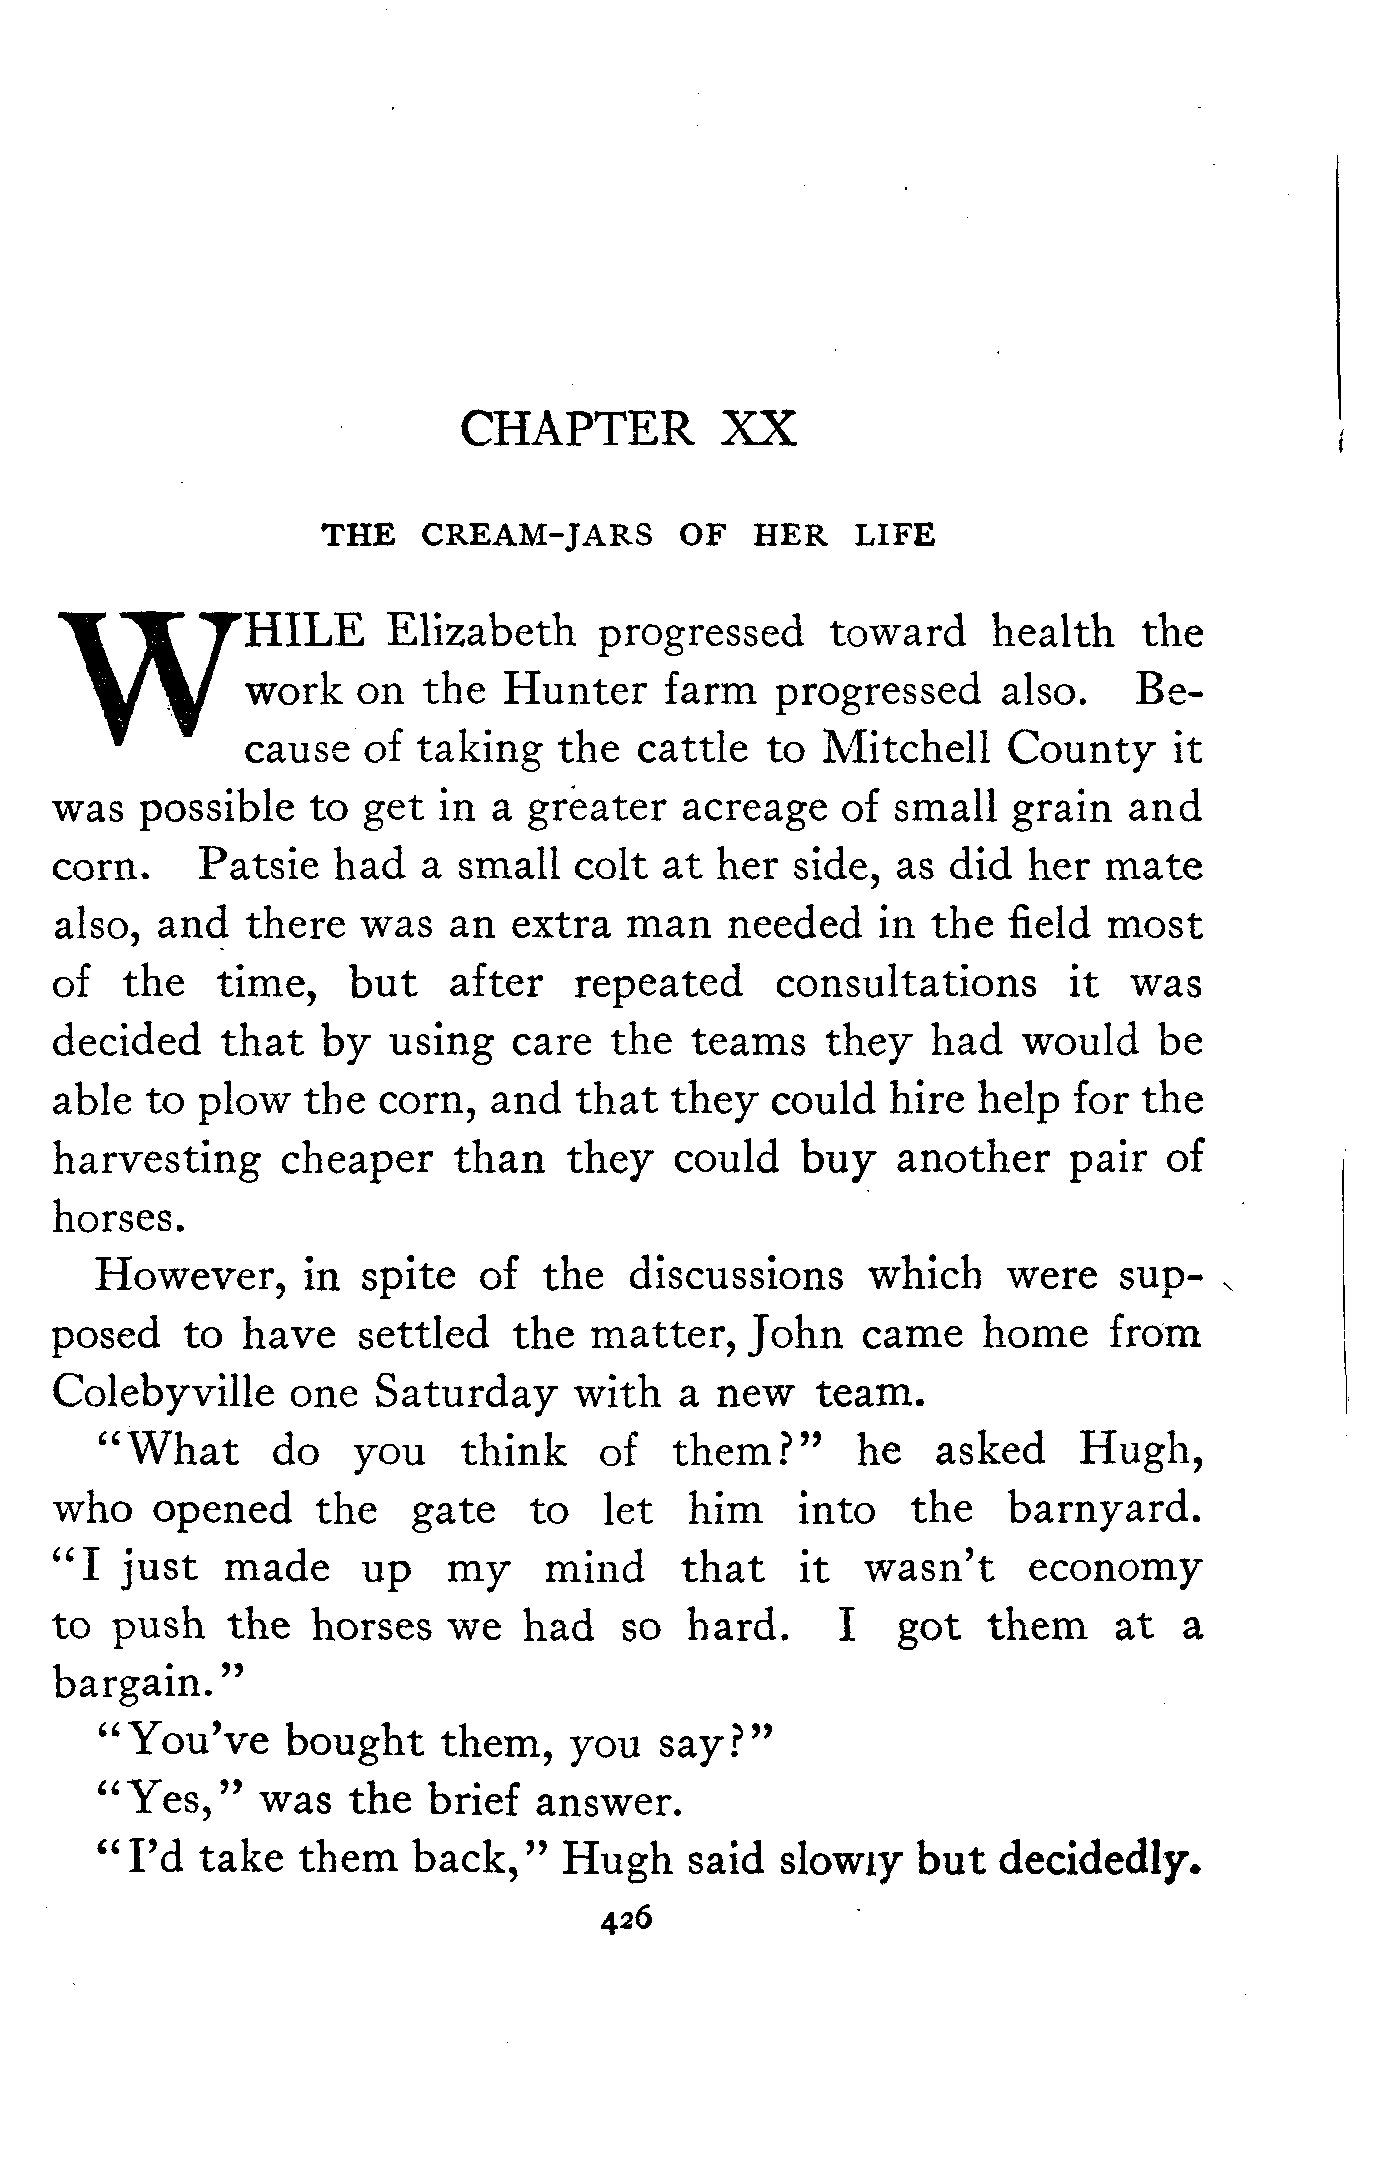 CHAPTER XX
THE CREAM-JARS OF HER LIFE
WHILE Elizabeth progressed toward health the
work on the Hunter farm progressed also. Be-
cause of taking the cattle to Mitchell County it
was possible to get in a greater acreage of small grain and
corn. Patsie had a small colt at her side, as did her mate
also, and there was an extra man needed in the field most
of the time, but after repeated consultations it was
decided that by using care the teams they had would be
able to plow the corn, and that they could hire help for the
harvesting cheaper than they could buy another pair of
horses.
However, in spite of the discussions which were sup-
posed to have settled the matter, John came home from
Colebyville one Saturday with a new team.
“What do you think of them?” he asked Hugh,
who opened the gate to let him into the barnyard.
“I just made up my mind that it wasn’t economy
to push the horses we had so hard. I got them at a
bargain.”
“You’ve bought them, you say?”
“Yes,” was the brief answer.
“I’d take them back,” Hugh said slowly but decidedly.
426